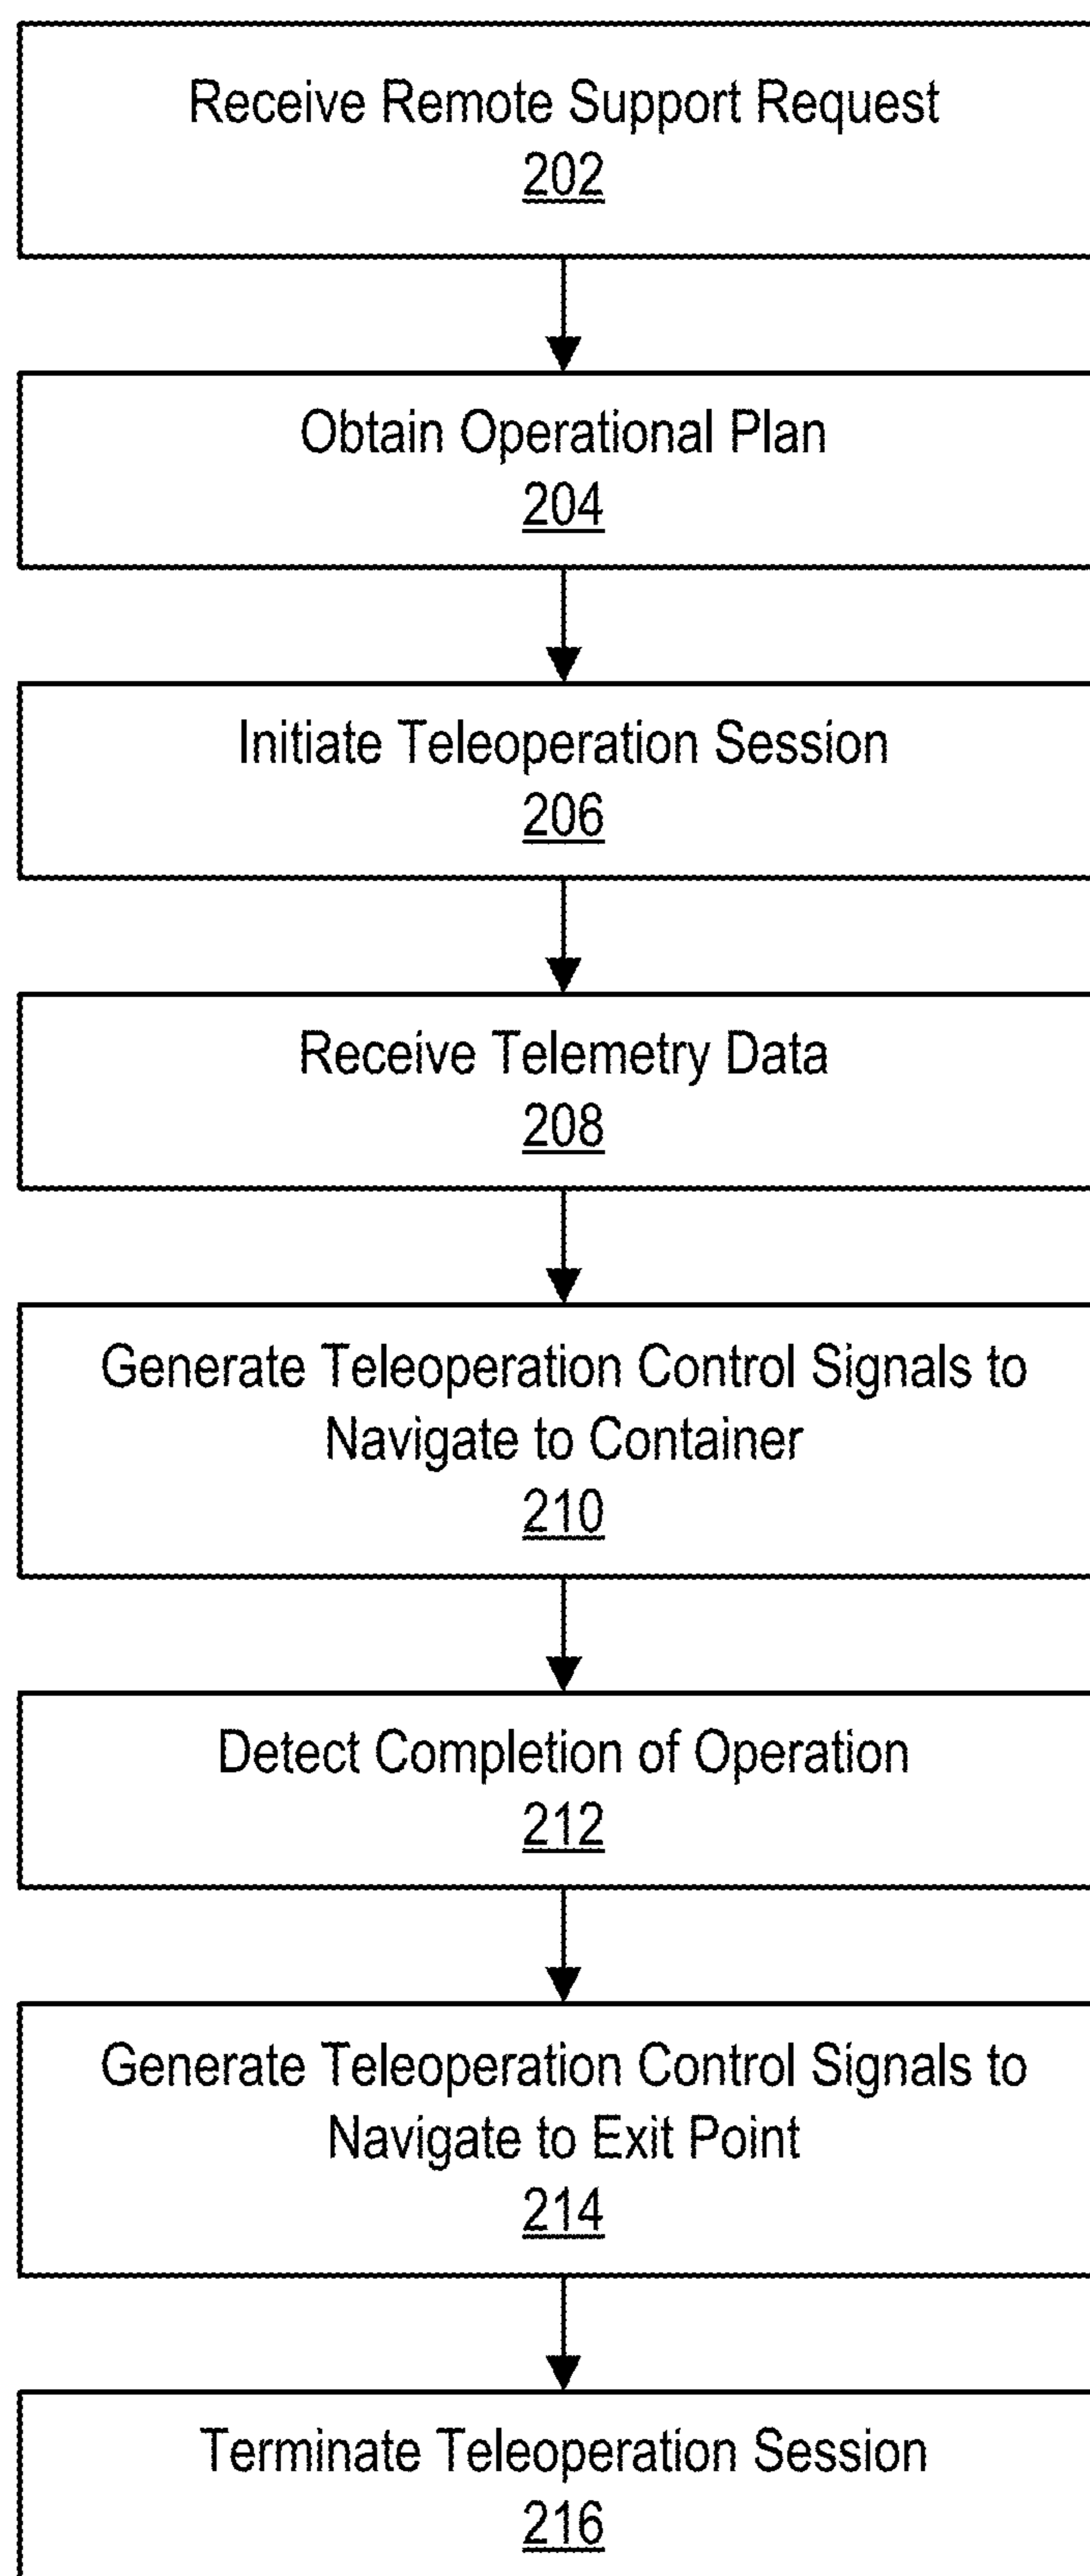 Receive Remote Support Request
202
Obtain Operational Plan
204
Initiate Teleoperation Session
206
Receive Telemetry Data
208
Generate Teleoperation Control Signals to
Navigate to Container
210
Detect Completion of Operation
212
Generate Teleoperation Control Signals to
Navigate to Exit Point
214
Terminate Teleoperation Session
216